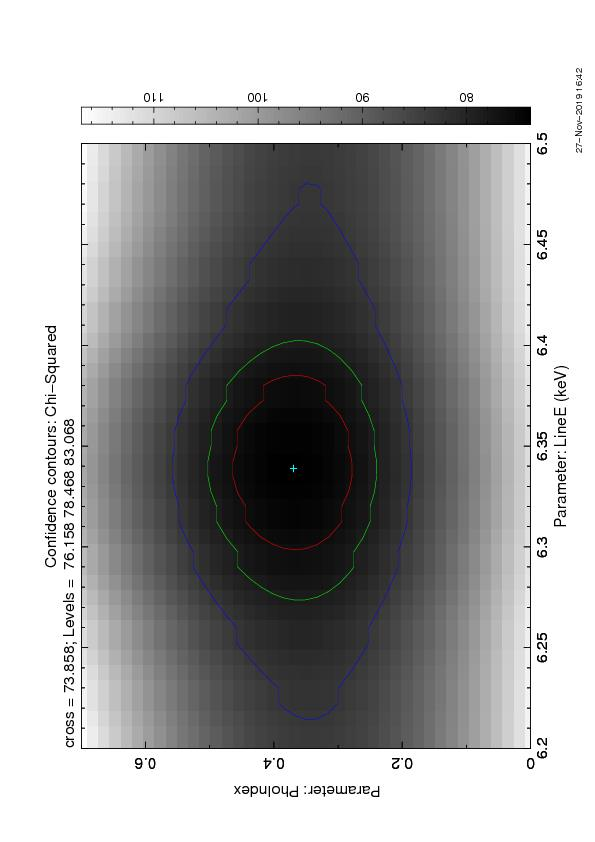 Confidence contours: Chi-Squared
cross = 73.858; Levels = 76.158 78.468 83.068
110 100 90 80
0.6 0.4 0.2 0
Parameter: PhoIndex
6.2 6.25 6.3 6.35 6.4 6.45 6.5
Parameter: LineE (keV)
27-Nov-2019 16:42